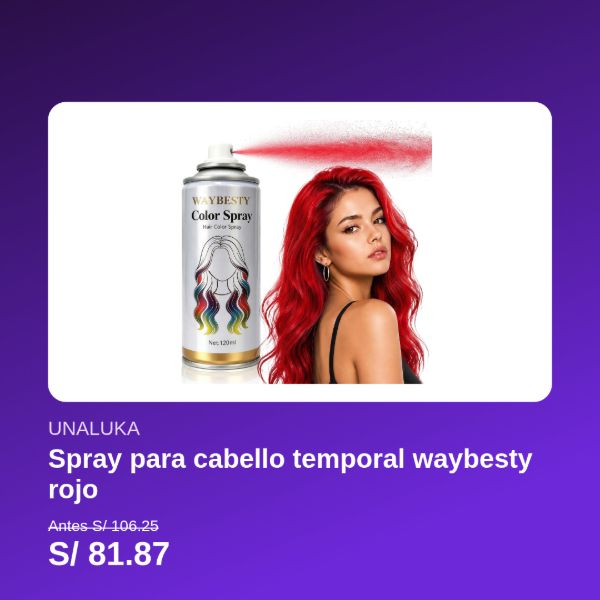 WAYBESTY
Color Spray
Hair Color Spray
Net:120ml
UNALUKA
Spray para cabello temporal waybesty
rojo
Antes S/ 106.25
S/ 81.87